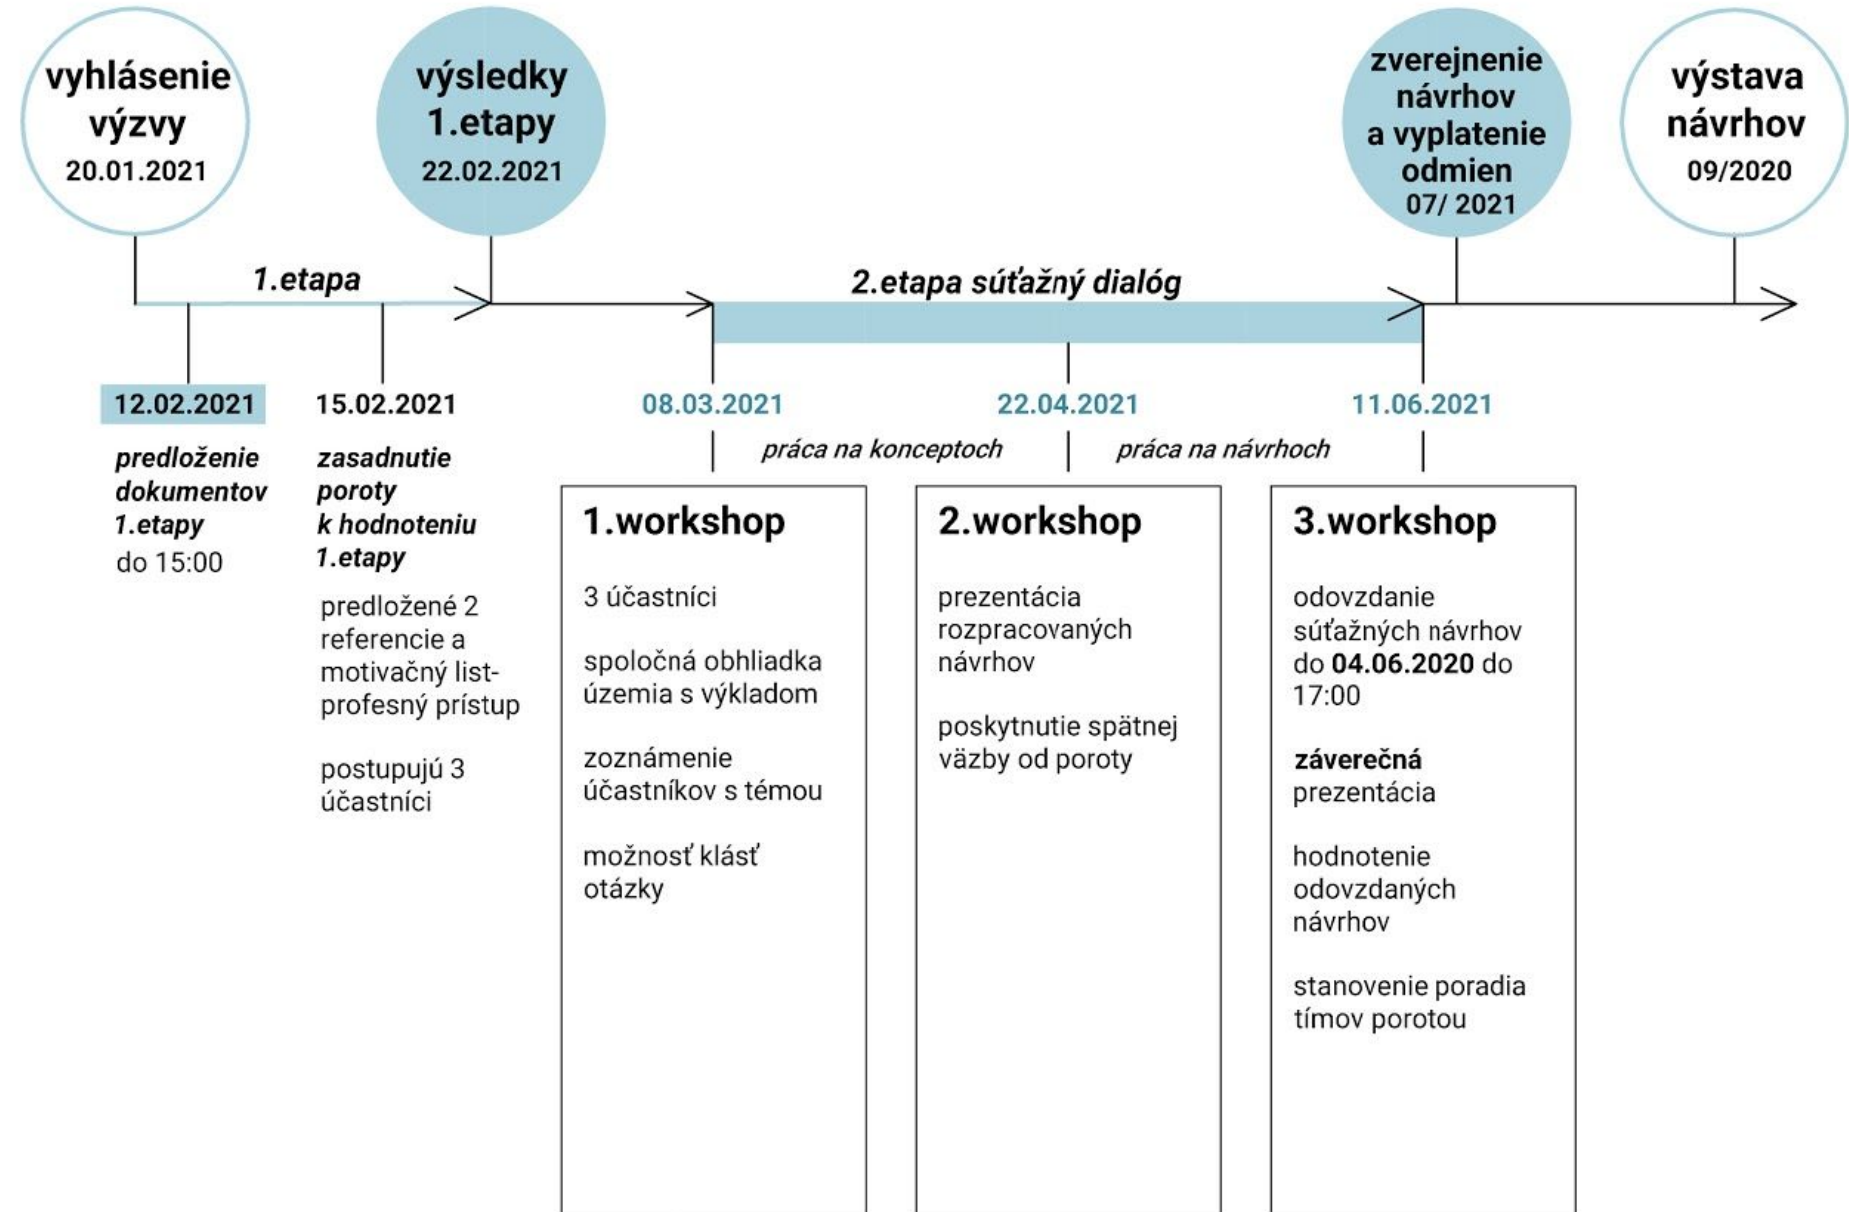 vyhlásenie
výzvy
20.01.2021
výsledky
1.etapy
22.02.2021
zverejnenie
návrhov
a vyplatenie
odmien
07/ 2021
výstava
návrhov
09/2020
1.etapa
2.etapa súťažný dialóg
12.02.2021
predloženie
dokumentov
1.etapy
do 15:00
15.02.2021
zasadnutie
poroty
k hodnoteniu
1.etapy
predložené 2
referencie a
motivačný list-
profesný prístup
postupujú 3
účastníci
08.03.2021
práca na konceptoch
22.04.2021
práca na návrhoch
11.06.2021
1.workshop
3 účastníci
spoločná obhliadka
územia s výkladom
zoznámenie
účastníkov s témou
možnosť klásť
otázky
2.workshop
prezentácia
rozpracovaných
návrhov
poskytnutie spätnej
väzby od poroty
3.workshop
odovzdanie
súťažných návrhov
do 04.06.2020 do
17:00
záverečná
prezentácia
hodnotenie
odovzdaných
návrhov
stanovenie poradia
tímov porotou